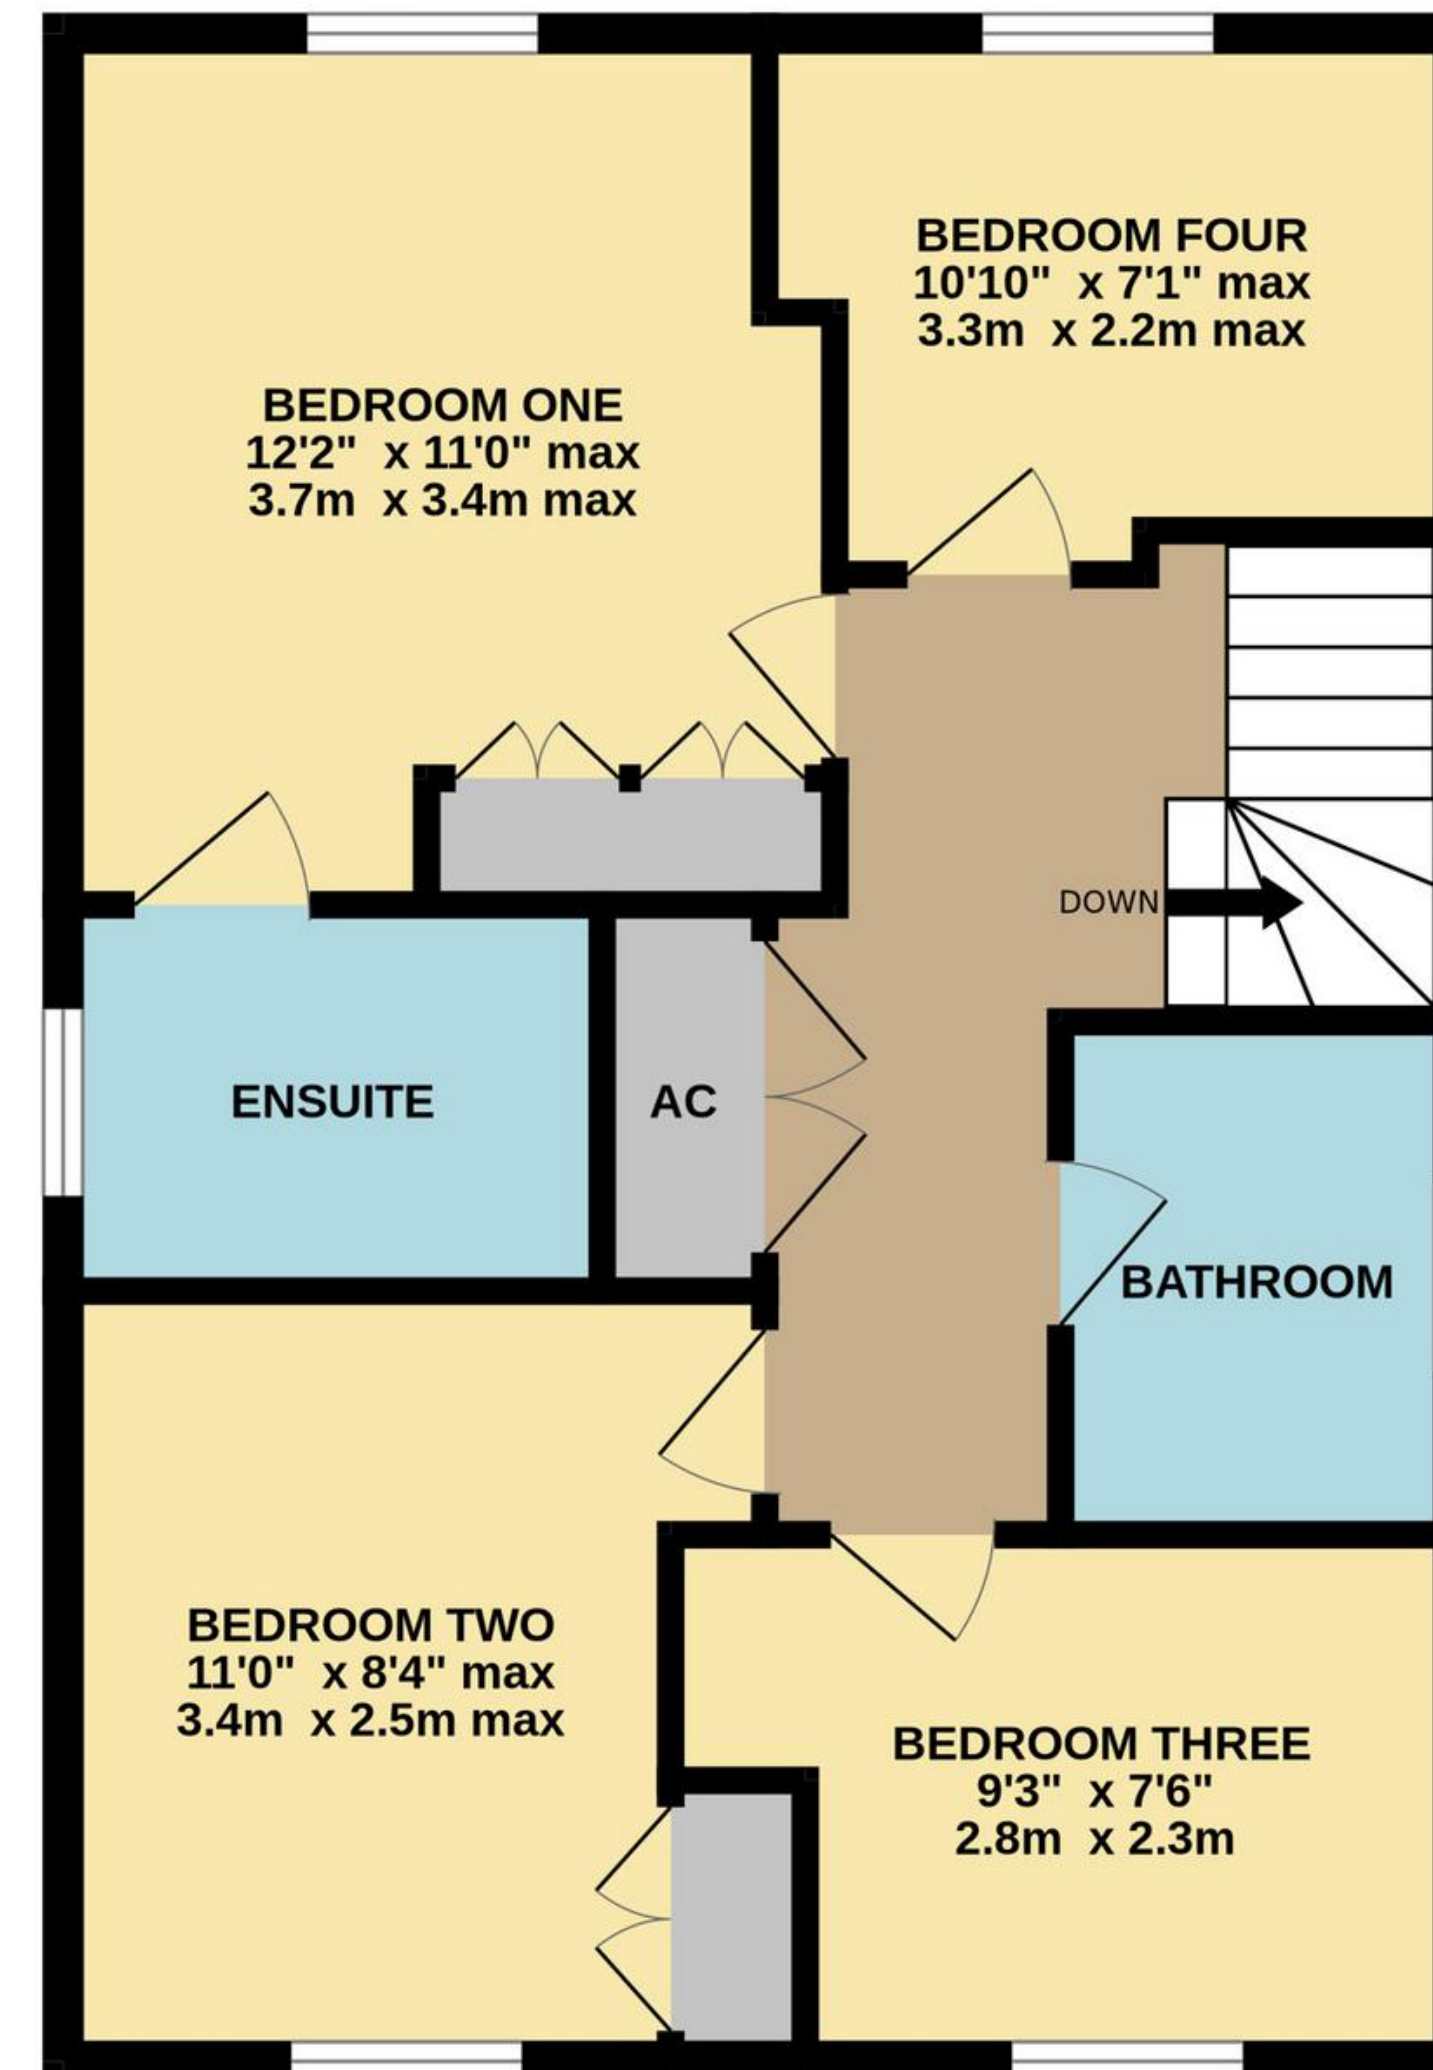 BEDROOM FOUR
10'10"  x 7'1" max
3.3m  x 2.2m max
BEDROOM ONE
12'2"  x 11'0" max
3.7m  x 3.4m max
DOWN
ENSUITE
AC
BATHROOM
BEDROOM TWO
11'0"  x 8'4" max
3.4m  x 2.5m max
BEDROOM THREE
9'3"  x 7'6"
2.8m  x 2.3m